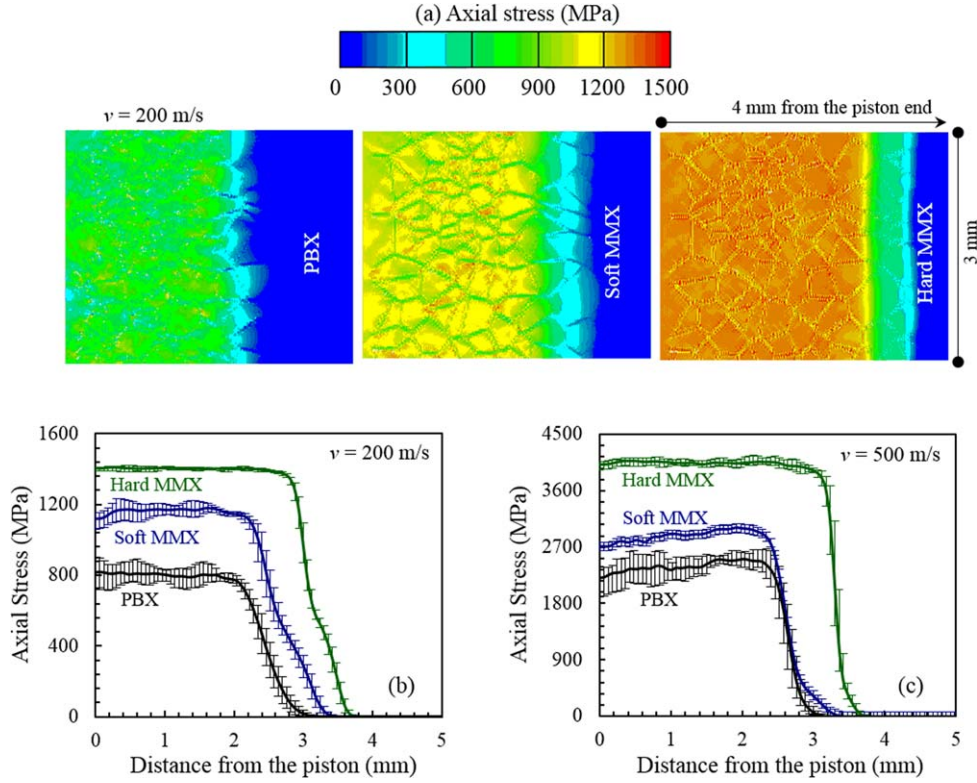 (a) Axial stress (MPa)
0 300 600 900 1200 1500
v = 200 m/s
4 mm from the piston end
PBX
Soft MMX
Hard MMX
3 mm
1600
1200
800
400
0
Axial Stress (MPa)
v = 200 m/s
Hard MMX
Soft MMX
PBX
(b)
0 1 2 3 4 5
Distance from the piston (mm)
4500
3600
2700
1800
900
0
Axial Stress (MPa)
v = 500 m/s
Hard MMX
Soft MMX
PBX
(c)
0 1 2 3 4 5
Distance from the piston (mm)